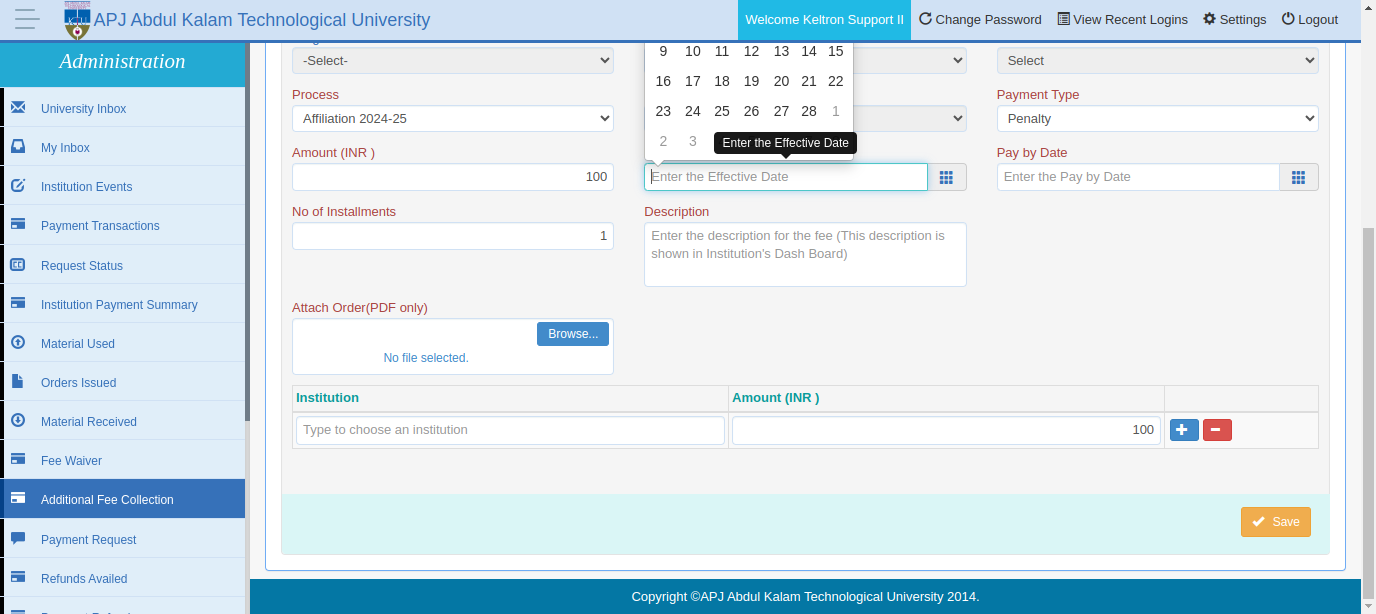 APJ Abdul Kalam Technological University
Welcome Keltron Support II
Change Password
View Recent Logins
Settings
Logout
Administration
University Inbox
My Inbox
Institution Events
Payment Transactions
Request Status
Institution Payment Summary
Material Used
Orders Issued
Material Received
Fee Waiver
Additional Fee Collection
Payment Request
Refunds Availed
-Select-
Select
9 10 11 12 13 14 15
16 17 18 19 20 21 22
23 24 25 26 27 28 1
2 3
Enter the Effective Date
Process
Affiliation 2024-25
Payment Type
Penalty
Amount (INR )
100
Enter the Effective Date
Pay by Date
Enter the Pay by Date
No of Installments
1
Description
Enter the description for the fee (This description is
shown in Institution's Dash Board)
Attach Order(PDF only)
Browse...
No file selected.
Institution
Amount (INR )
Type to choose an institution
100
Save
Copyright ©APJ Abdul Kalam Technological University 2014.